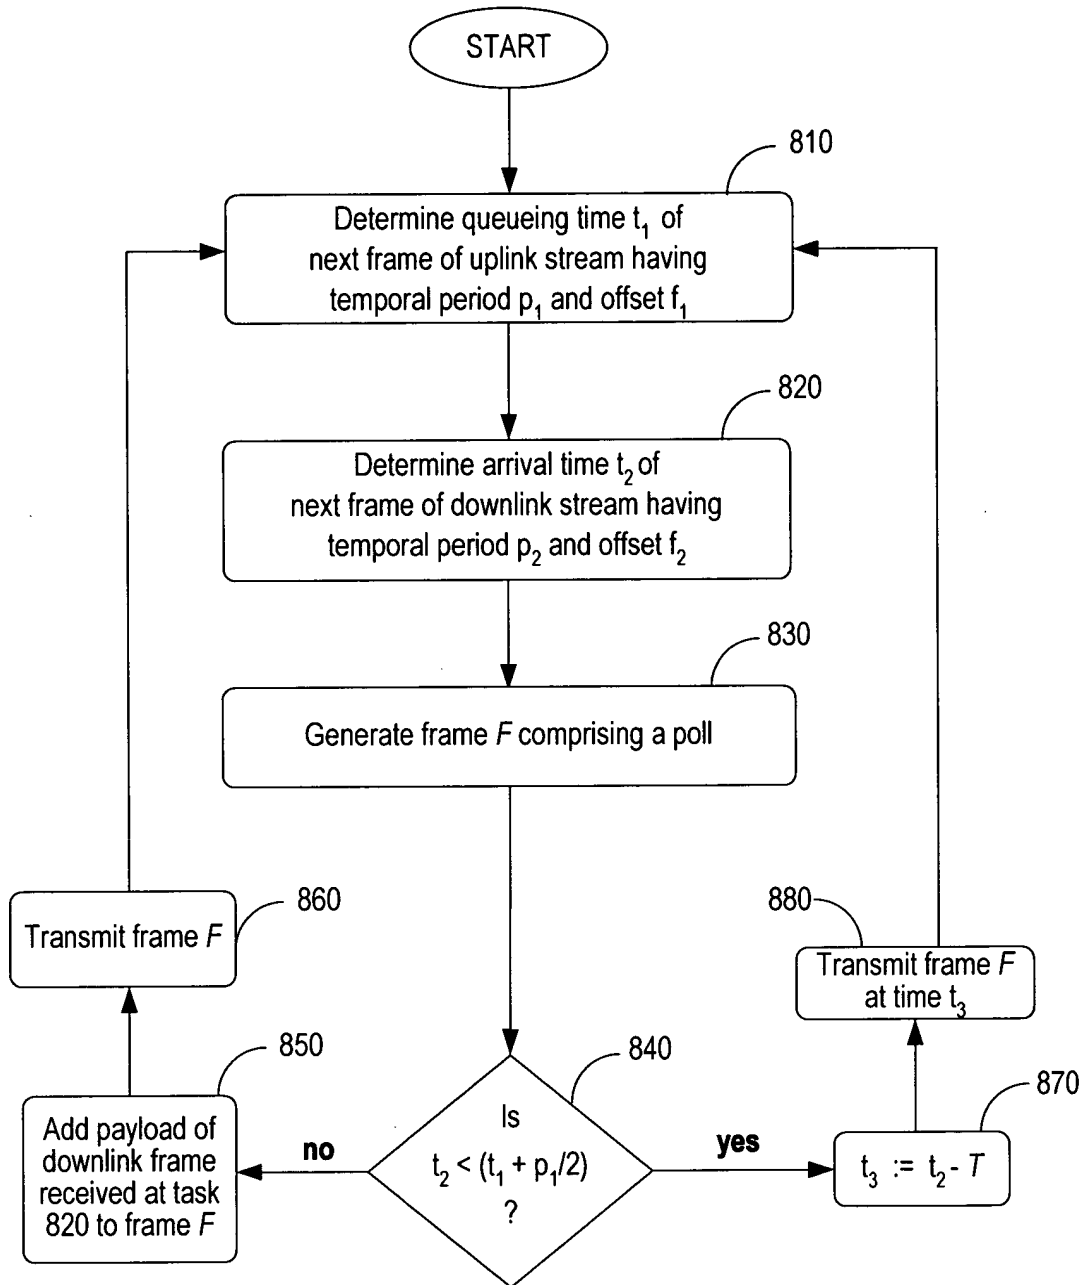 START
810
Determine queueing time t₁ of
next frame of uplink stream having
temporal period p₁ and offset f₁
820
Determine arrival time t₂ of
next frame of downlink stream having
temporal period p₂ and offset f₂
830
Generate frame F comprising a poll
860
Transmit frame F
880
Transmit frame F
at time t₃
850
Add payload of
downlink frame
received at task
820 to frame F
840
Is
t₂ < (t₁ + p₁/2)
?
no
yes
870
t₃ := t₂ - T